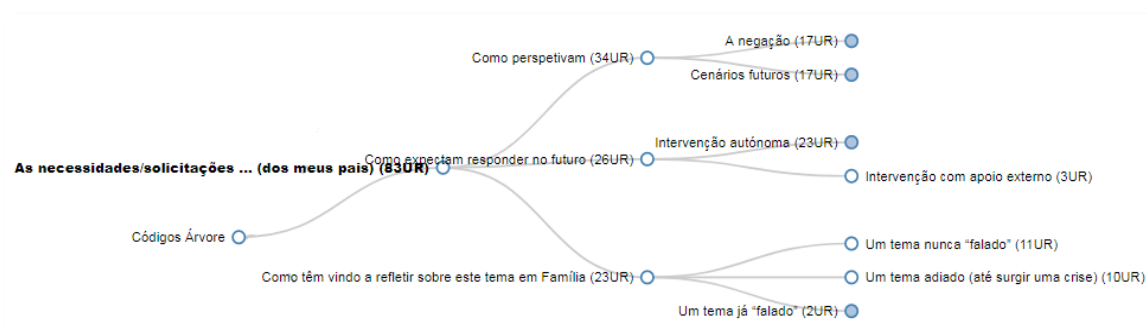 A negação (17UR)
Como perspetivam (34UR)
Cenários futuros (17UR)
Intervenção autónoma (23UR)
Como expectam responder no futuro (26UR)
As necessidades/solicitações ... (dos meus pais) (83UR)
Intervenção com apoio externo (3UR)
Códigos Árvore
Um tema nunca “falado” (11UR)
Como têm vindo a refletir sobre este tema em Família (23UR)
Um tema adiado (até surgir uma crise) (10UR)
Um tema já “falado” (2UR)